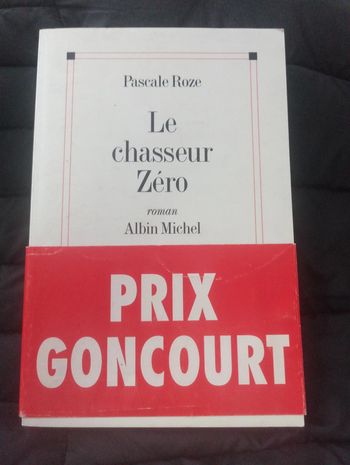 Pascale Roze
Le
chasseur
Zéro
roman
Albin Michel
PRIX
GONCOURT